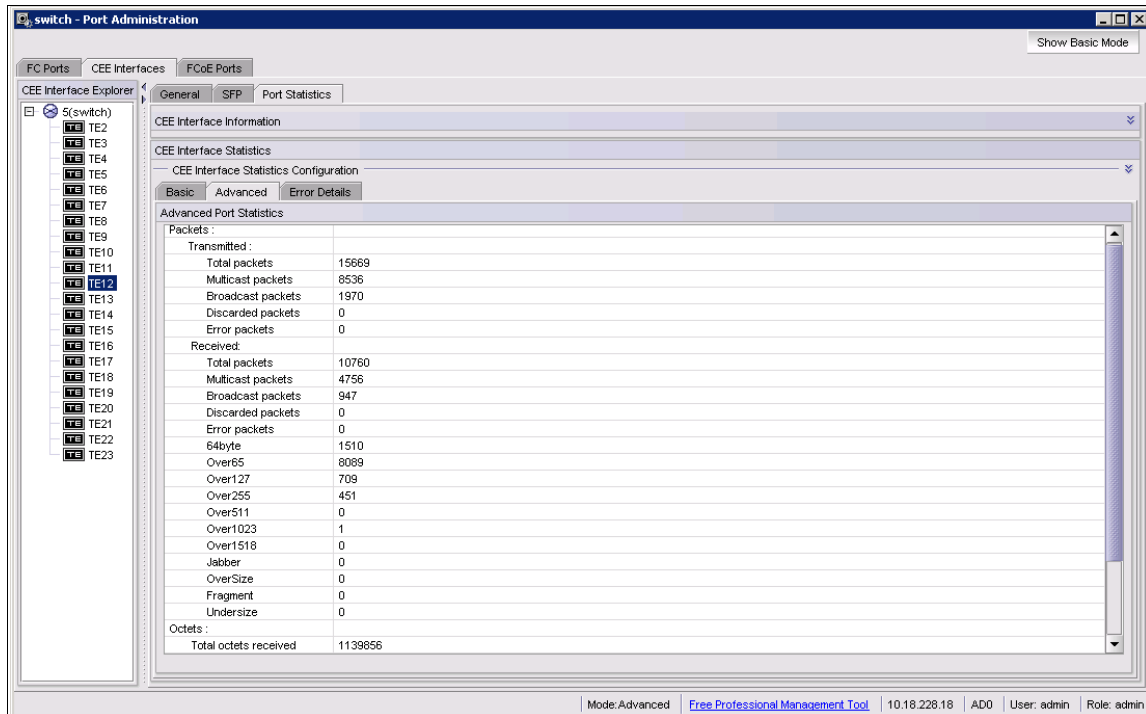 switch - Port Administration
Show Basic Mode
FC Ports CEE Interfaces FCoE Ports
CEE Interface Explorer
5(switch)
TE TE2
TE TE3
TE TE4
TE TE5
TE TE6
TE TE7
TE TE8
TE TE9
TE TE10
TE TE11
TE TE12
TE TE13
TE TE14
TE TE15
TE TE16
TE TE17
TE TE18
TE TE19
TE TE20
TE TE21
TE TE22
TE TE23
General SFP Port Statistics
CEE Interface Information
CEE Interface Statistics
CEE Interface Statistics Configuration
Basic Advanced Error Details
Advanced Port Statistics
Packets :
Transmitted :
Total packets 15669
Multicast packets 8536
Broadcast packets 1970
Discarded packets 0
Error packets 0
Received:
Total packets 10760
Multicast packets 4756
Broadcast packets 947
Discarded packets 0
Error packets 0
64byte 1510
Over65 8089
Over127 709
Over255 451
Over511 0
Over1023 1
Over1518 0
Jabber 0
OverSize 0
Fragment 0
Undersize 0
Octets :
Total octets received 1139856
Mode:Advanced Free Professional Management Tool 10.18.228.18 AD0 User: admin Role: admin